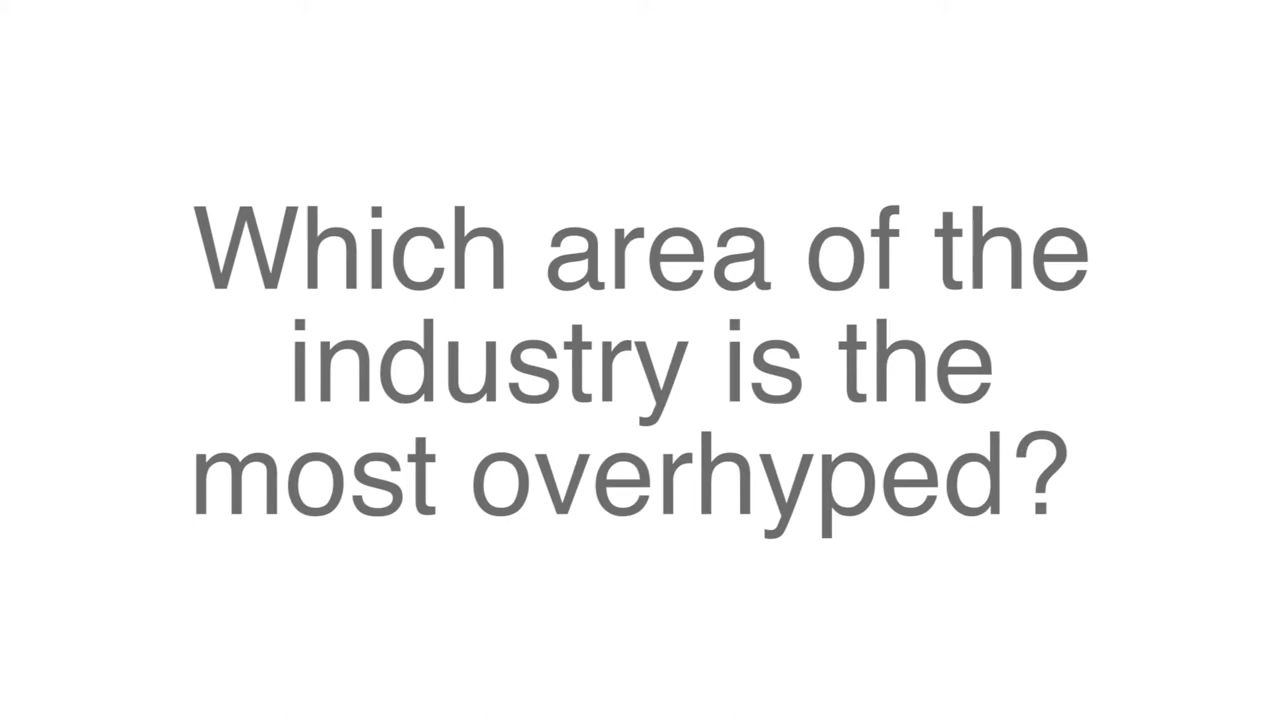 Which area of the
industry is the
most overhyped?